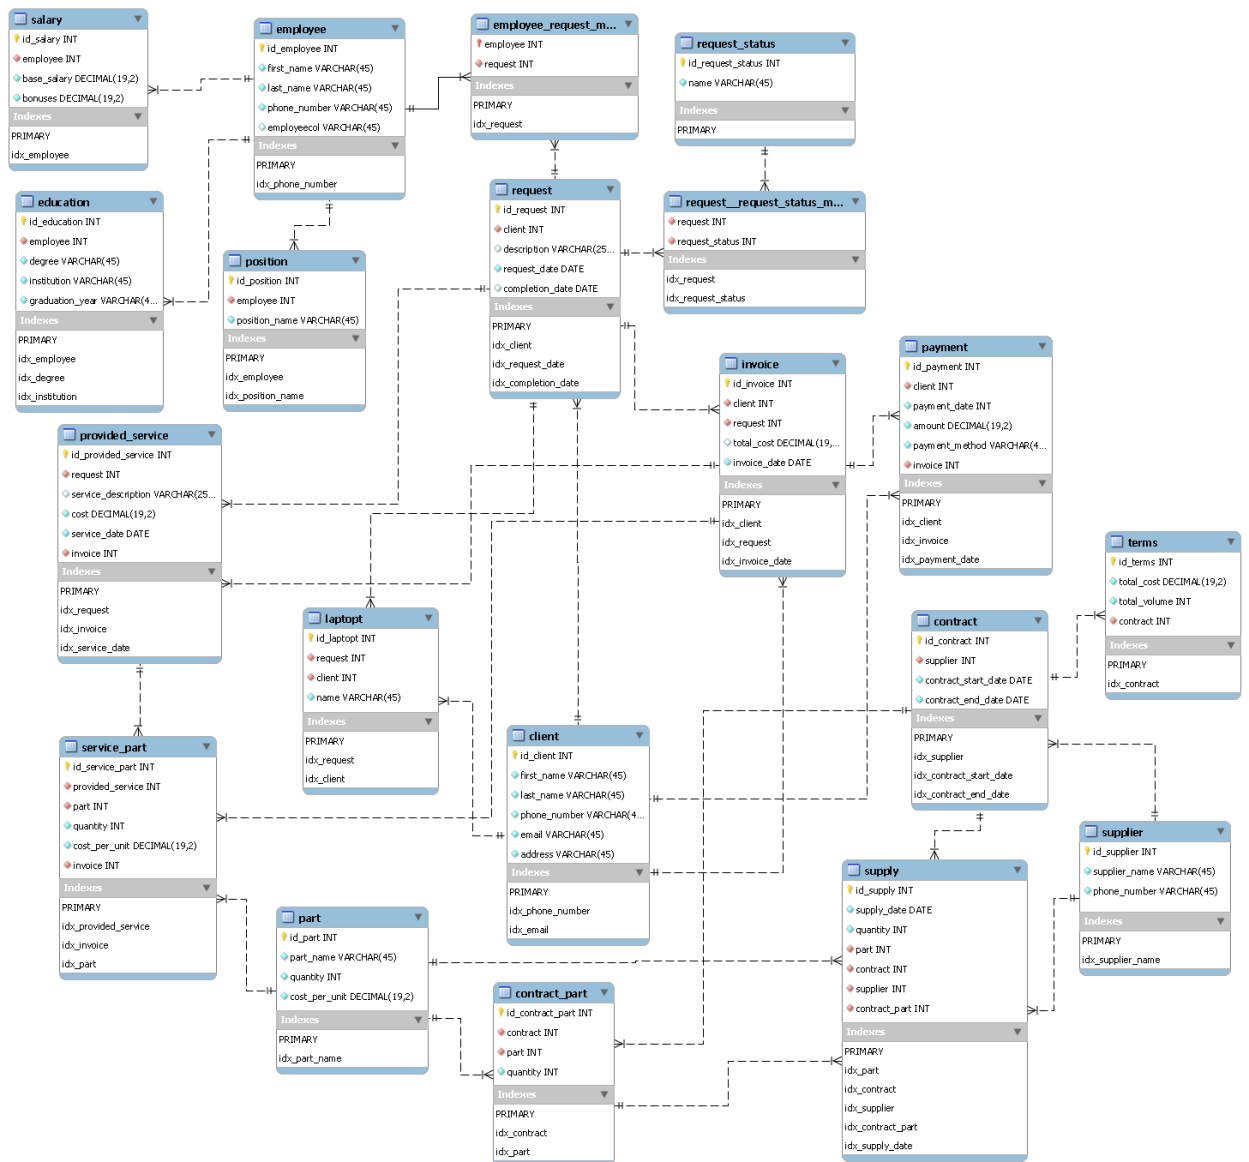 salary
id_salary INT
employee INT
base_salary DECIMAL(19,2)
bonuses DECIMAL(19,2)
Indexes
PRIMARY
idx_employee
employee
id_employee INT
first_name VARCHAR(45)
last_name VARCHAR(45)
phone_number VARCHAR(45)
employeecol VARCHAR(45)
Indexes
PRIMARY
idx_phone_number
employee_request_m...
employee INT
request INT
Indexes
PRIMARY
idx_request
request_status
id_request_status INT
name VARCHAR(45)
Indexes
PRIMARY
education
id_education INT
employee INT
degree VARCHAR(45)
institution VARCHAR(45)
graduation_year VARCHAR(4...
Indexes
PRIMARY
idx_employee
idx_degree
idx_institution
position
id_position INT
employee INT
position_name VARCHAR(45)
Indexes
PRIMARY
idx_employee
idx_position_name
request
id_request INT
client INT
description VARCHAR(25...
request_date DATE
completion_date DATE
Indexes
PRIMARY
idx_client
idx_request_date
idx_completion_date
request__request_status_m...
request INT
request_status INT
Indexes
idx_request
idx_request_status
invoice
id_invoice INT
client INT
request INT
total_cost DECIMAL(19,...
invoice_date DATE
Indexes
PRIMARY
idx_client
idx_request
idx_invoice_date
payment
id_payment INT
client INT
payment_date INT
amount DECIMAL(19,2)
payment_method VARCHAR(4...
invoice INT
Indexes
PRIMARY
idx_client
idx_invoice
idx_payment_date
provided_service
id_provided_service INT
request INT
service_description VARCHAR(25...
cost DECIMAL(19,2)
service_date DATE
invoice INT
Indexes
PRIMARY
idx_request
idx_invoice
idx_service_date
terms
id_terms INT
total_cost DECIMAL(19,2)
total_volume INT
contract INT
Indexes
PRIMARY
idx_contract
laptopt
id_laptopt INT
request INT
client INT
name VARCHAR(45)
Indexes
PRIMARY
idx_request
idx_client
contract
id_contract INT
supplier INT
contract_start_date DATE
contract_end_date DATE
Indexes
PRIMARY
idx_supplier
idx_contract_start_date
idx_contract_end_date
service_part
id_service_part INT
provided_service INT
part INT
quantity INT
cost_per_unit DECIMAL(19,2)
invoice INT
Indexes
PRIMARY
idx_provided_service
idx_invoice
idx_part
client
id_client INT
first_name VARCHAR(45)
last_name VARCHAR(45)
phone_number VARCHAR(4...
email VARCHAR(45)
address VARCHAR(45)
Indexes
PRIMARY
idx_phone_number
idx_email
supplier
id_supplier INT
supplier_name VARCHAR(45)
phone_number VARCHAR(45)
Indexes
PRIMARY
idx_supplier_name
supply
id_supply INT
supply_date DATE
quantity INT
part INT
contract INT
supplier INT
contract_part INT
Indexes
PRIMARY
idx_part
idx_contract
idx_supplier
idx_contract_part
idx_supply_date
part
id_part INT
part_name VARCHAR(45)
quantity INT
cost_per_unit DECIMAL(19,2)
Indexes
PRIMARY
idx_part_name
contract_part
id_contract_part INT
contract INT
part INT
quantity INT
Indexes
PRIMARY
idx_contract
idx_part